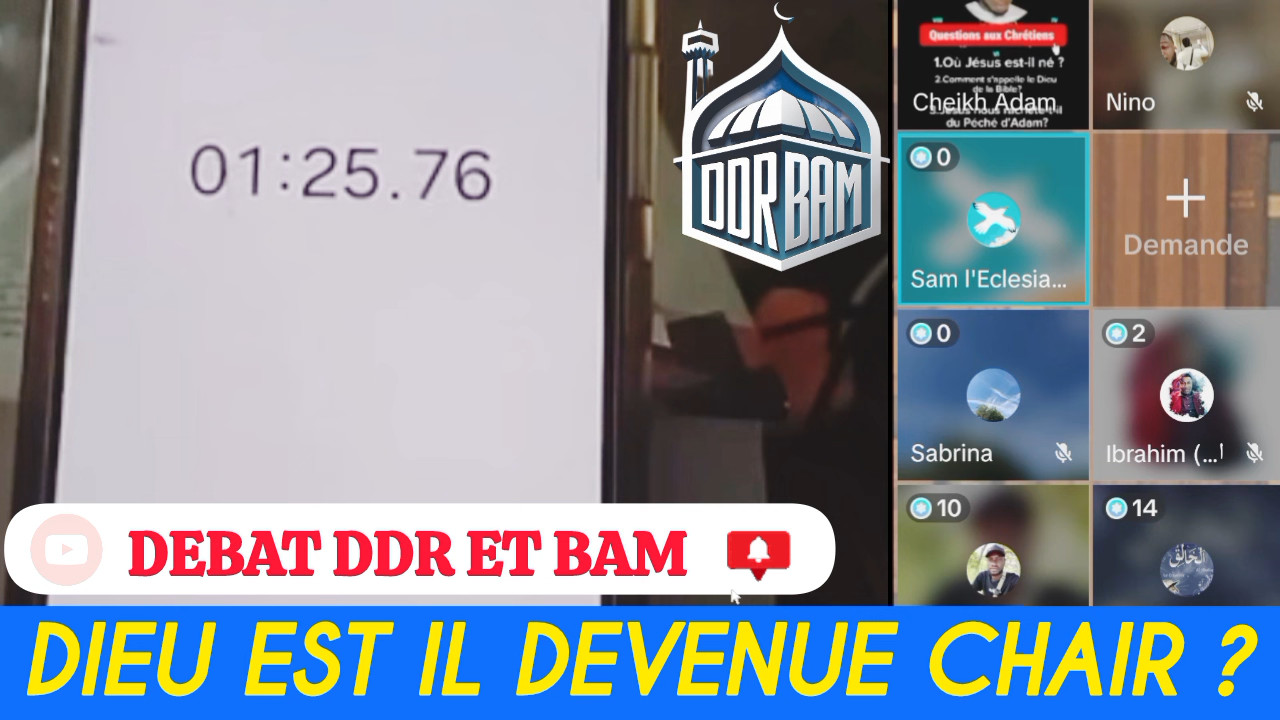 01:25.76
DDR BAM
Questions aux Chrétiens
1.Où Jésus est-il né ?
2.Comment s'appelle le Dieu
de la Bible?
Cheikh Adam
du Péché d'Adam?
Nino
0
Sam l'Eclesia...
Demande
0
Sabrina
2
Ibrahim (...
10
14
الخالق
DEBAT DDR ET BAM
DIEU EST IL DEVENUE CHAIR ?